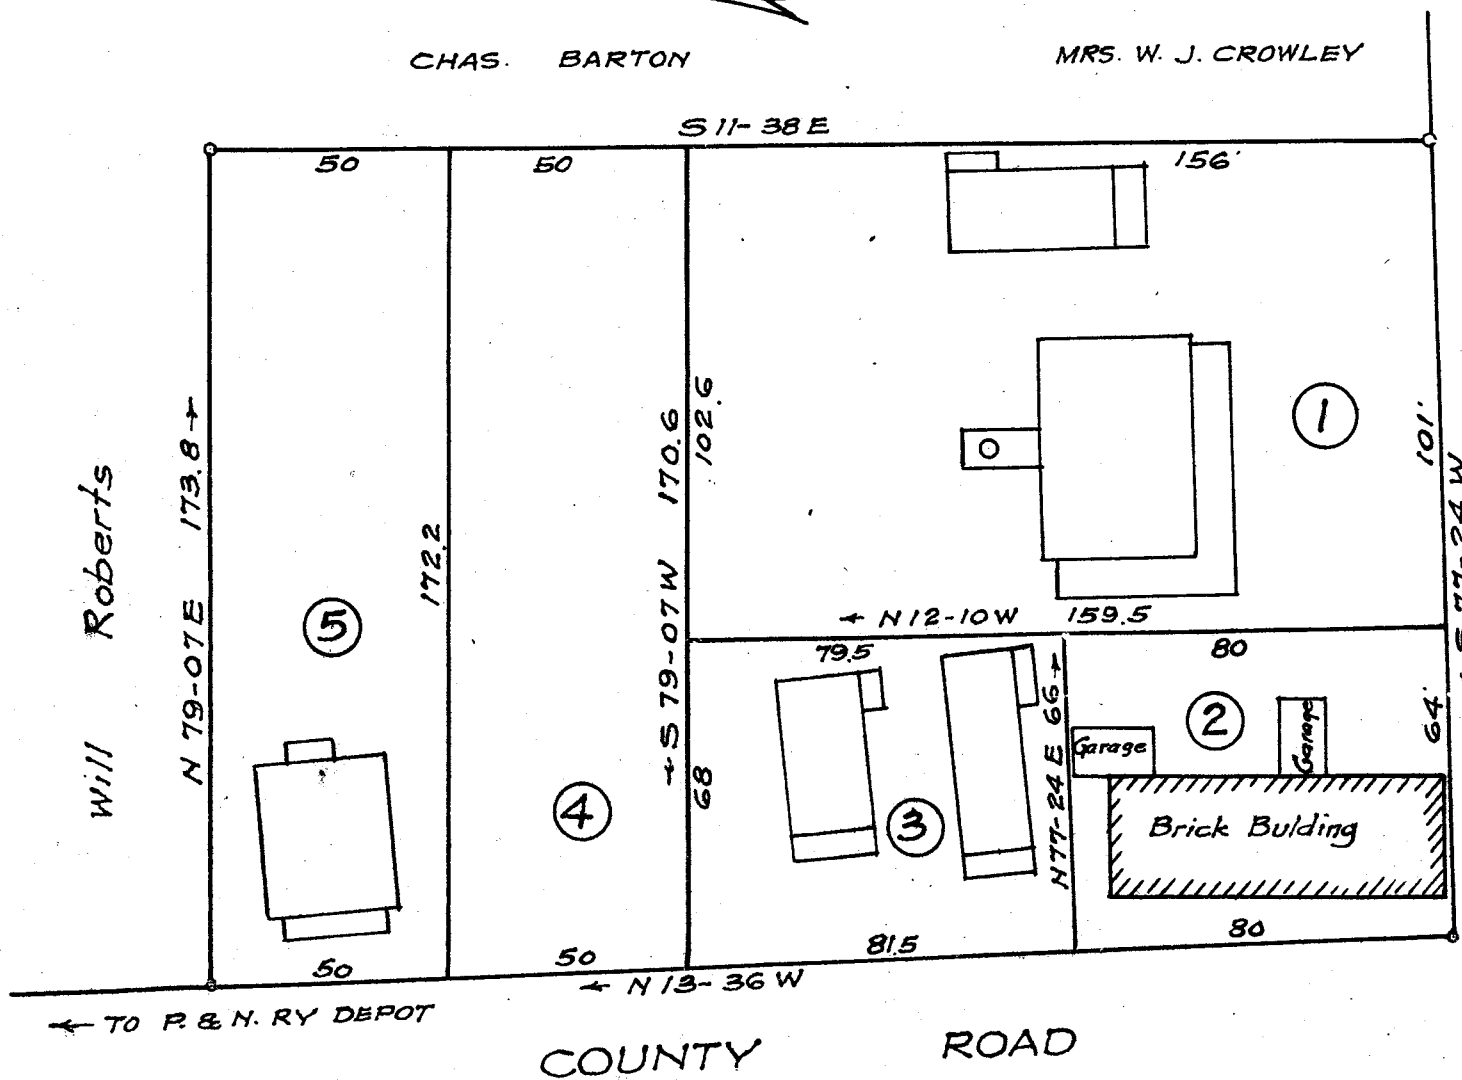 CHAS. BARTON
MRS. W. J. CROWLEY
S 11-38 E
50
50
156'
Will Roberts
N 79-07 E 173.8 →
172.2
← S 79-07 W 170.6
102.6
1
101'
S 77-24 W
5
← N 12-10 W 159.5
79.5
80
68
4
3
N 77-24 E 66 →
2
64'
Garage
Garage
Brick Bulding
50
50
81.5
80
← N 13-36 W
← TO P. & N. RY DEPOT
COUNTY ROAD